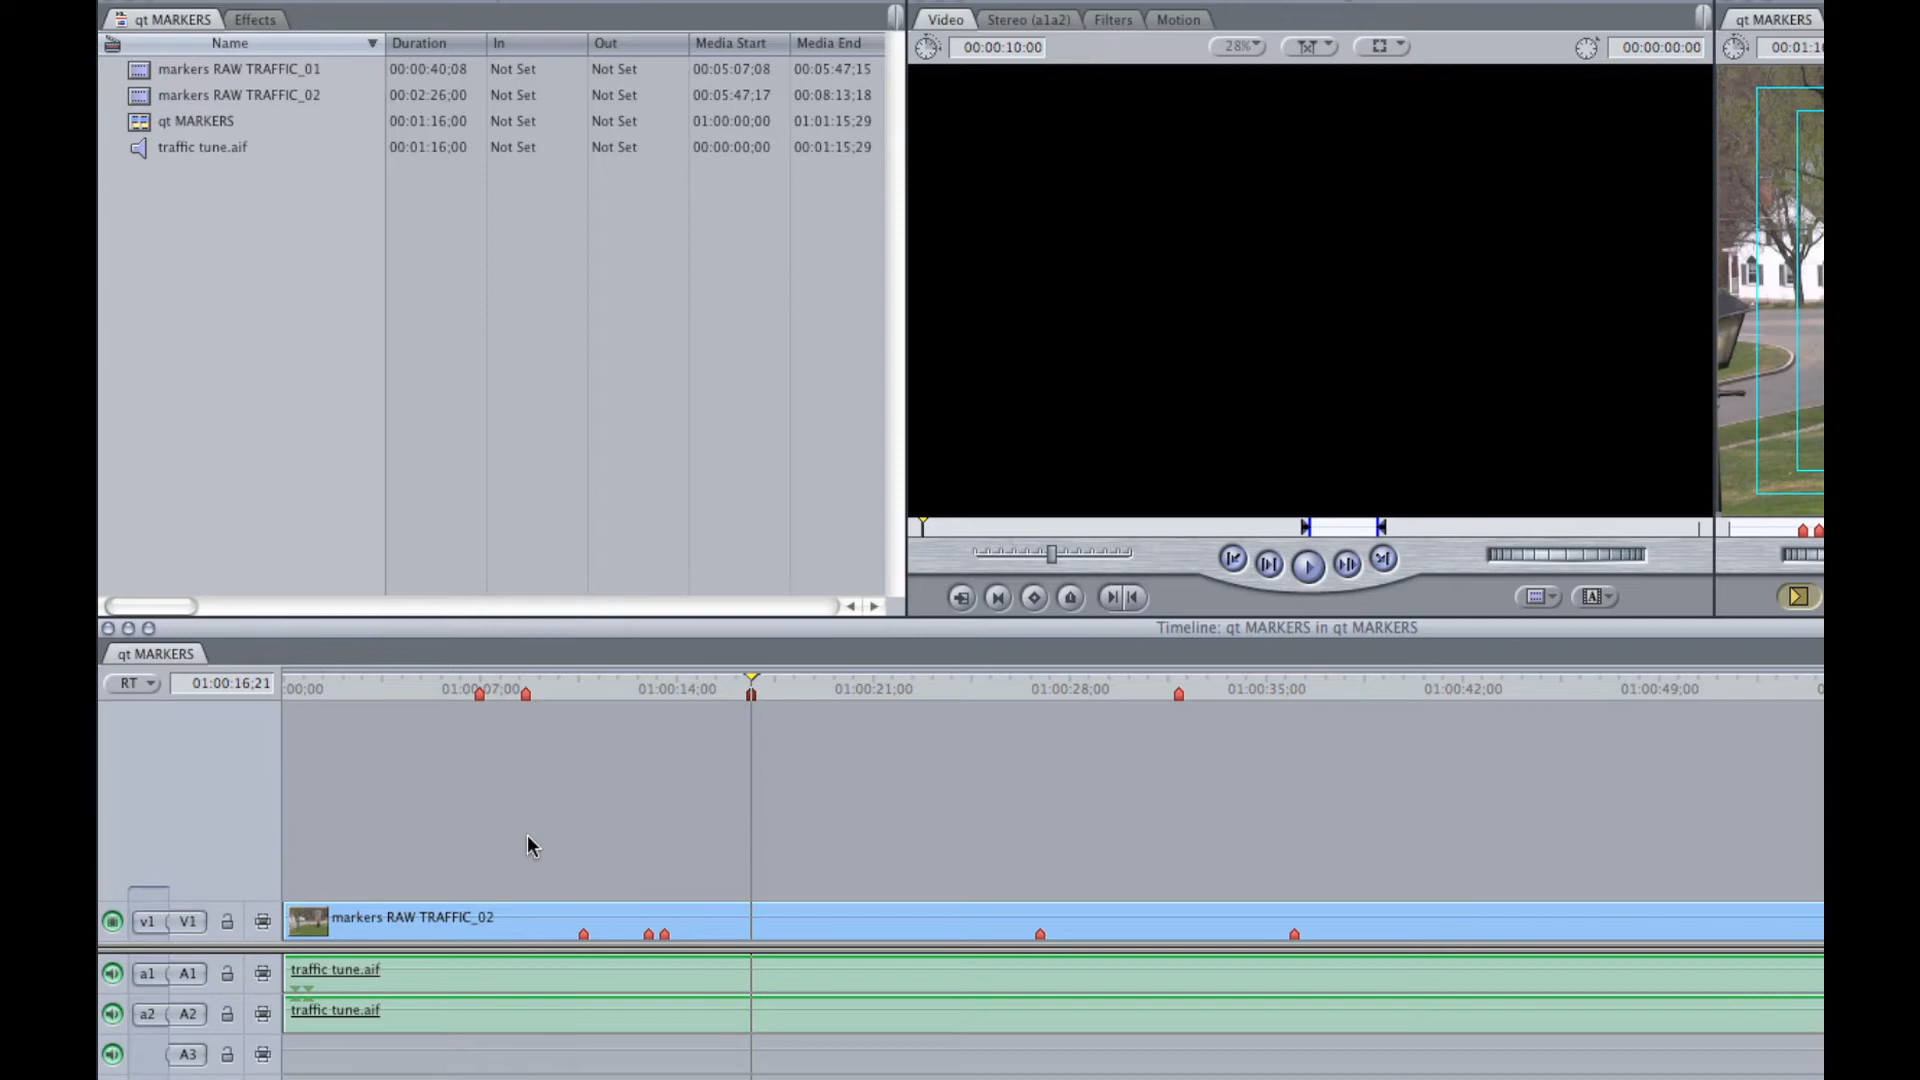 qt MARKERS Effects Video Stereo (a1a2) Filters Motion qt MARKERS
Name Duration In Out Media Start Media End
00:00:10:00 28% 00:00:00:00
markers RAW TRAFFIC_01 00:00:40;08 Not Set Not Set 00:05:07;08 00:05:47;15
markers RAW TRAFFIC_02 00:02:26;00 Not Set Not Set 00:05:47;17 00:08:13;18
qt MARKERS 00:01:16;00 Not Set Not Set 01:00:00;00 01:01:15;29
traffic tune.aif 00:01:16;00 Not Set Not Set 00:00:00;00 00:01:15;29
A
Timeline: qt MARKERS in qt MARKERS
qt MARKERS
RT 01:00:16,21 :00;00 01:00:07;00 01:00:14;00 01:00:21;00 01:00:28;00 01:00:35;00 01:00:42;00 01:00:49;00
v1 V1 markers RAW TRAFFIC_02
a1 A1 traffic tune.aif
a2 A2 traffic tune.aif
A3